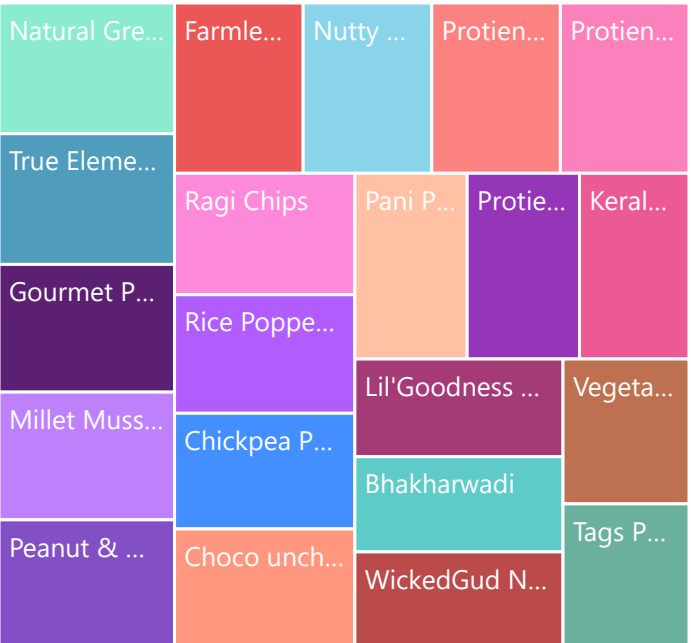 Natural Gre...
Farmle...
Nutty ...
Protien...
Protien...
True Eleme...
Ragi Chips
Pani P...
Protie...
Keral...
Gourmet P...
Rice Poppe...
Lil'Goodness ...
Vegeta...
Millet Muss...
Chickpea P...
Bhakharwadi
Peanut & ...
Choco unch...
WickedGud N...
Tags P...